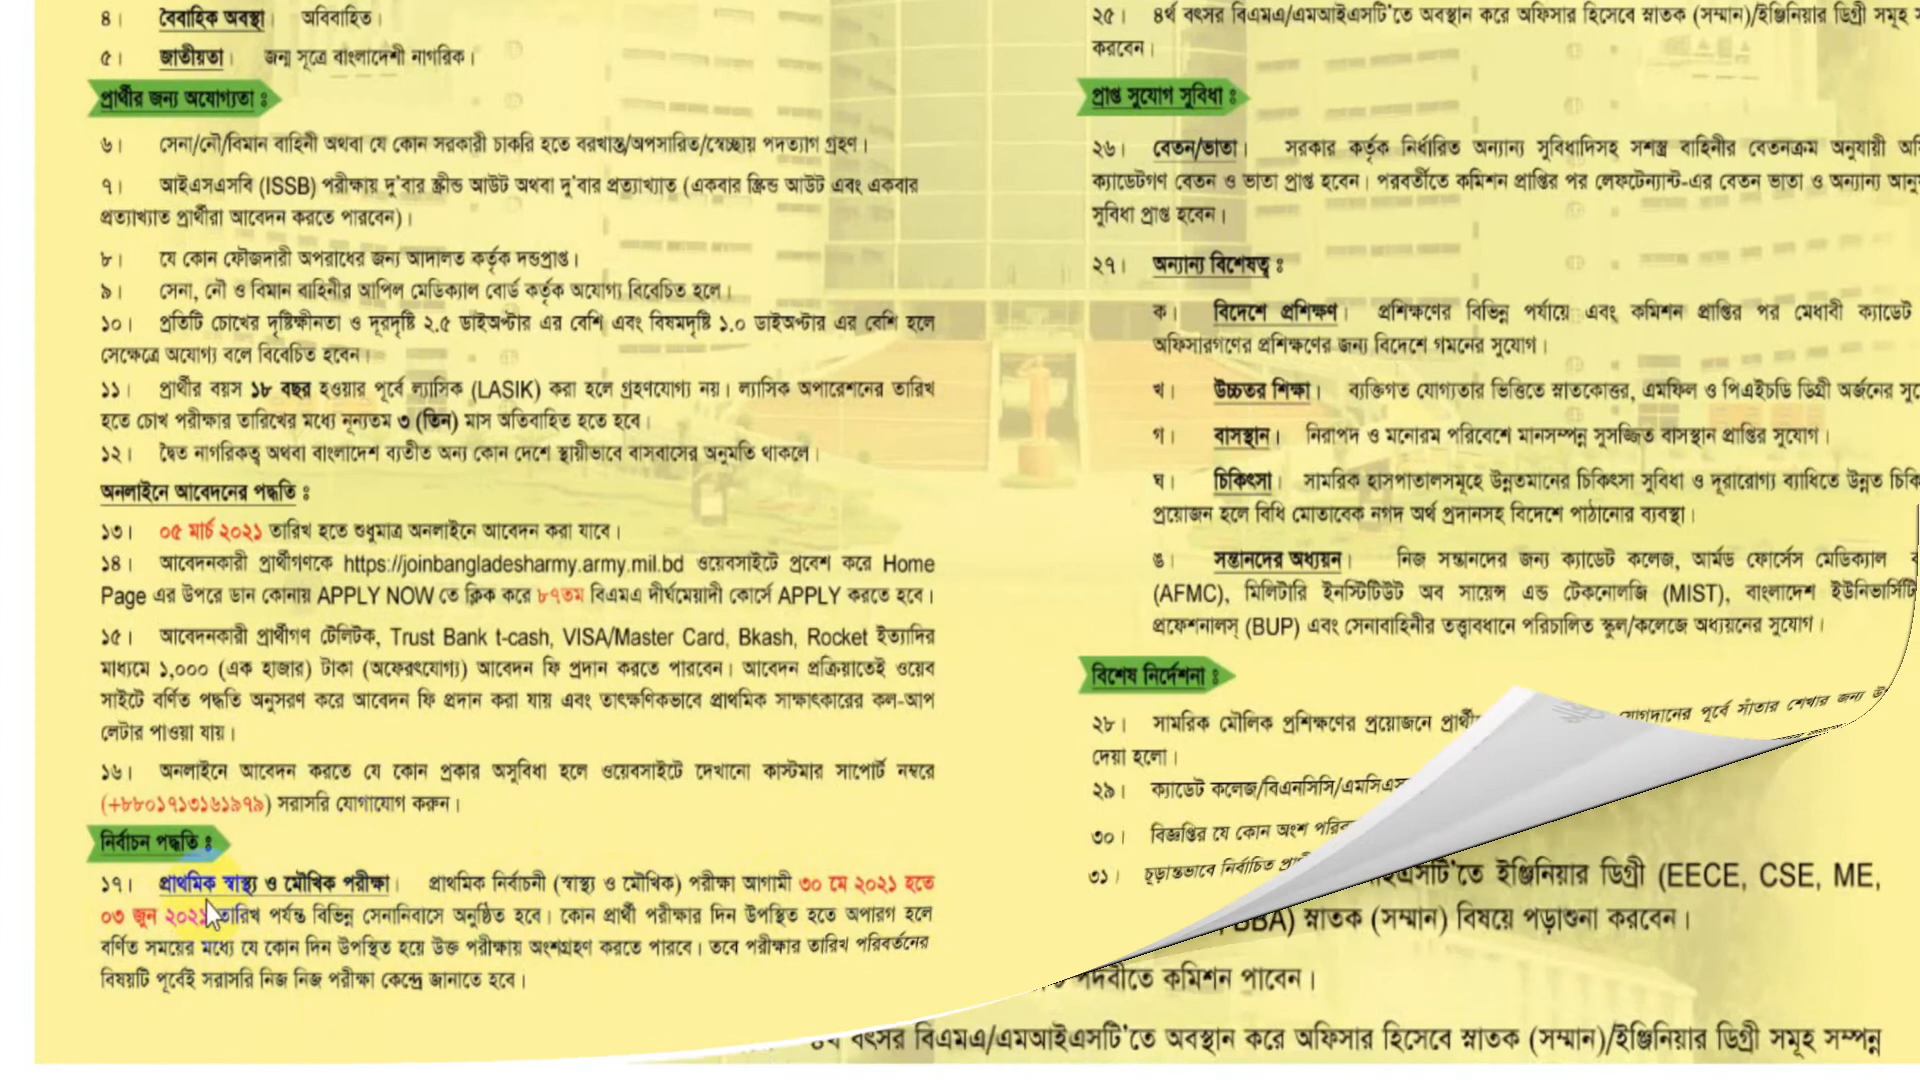 ৪। বৈবাহিক অবস্থা। অবিবাহিত।
৫। জাতীয়তা। জন্ম সূত্রে বাংলাদেশী নাগরিক।
প্রার্থীর জন্য অযোগ্যতা ঃ
৬। সেনা/নৌ/বিমান বাহিনী অথবা যে কোন সরকারী চাকরি হতে বরখাস্ত/অপসারিত/স্বেচ্ছায় পদত্যাগ গ্রহণ।
৭। আইএসএসবি (ISSB) পরীক্ষায় দু'বার স্ক্রীন্ড আউট অথবা দু'বার প্রত্যাখ্যাত (একবার স্ক্রিন্ড আউট এবং একবার
প্রত্যাখ্যাত প্রার্থীরা আবেদন করতে পারবেন)।
৮। যে কোন ফৌজদারী অপরাধের জন্য আদালত কর্তৃক দন্ডপ্রাপ্ত।
৯। সেনা, নৌ ও বিমান বাহিনীর আপিল মেডিক্যাল বোর্ড কর্তৃক অযোগ্য বিবেচিত হলে।
১০। প্রতিটি চোখের দৃষ্টিক্ষীনতা ও দূরদৃষ্টি ২.৫ ডাইঅপ্টার এর বেশি এবং বিষমদৃষ্টি ১.০ ডাইঅপ্টার এর বেশি হলে
সেক্ষেত্রে অযোগ্য বলে বিবেচিত হবেন।
১১। প্রার্থীর বয়স ১৮ বছর হওয়ার পূর্বে ল্যাসিক (LASIK) করা হলে গ্রহণযোগ্য নয়। ল্যাসিক অপারেশনের তারিখ
হতে চোখ পরীক্ষার তারিখের মধ্যে নূন্যতম ৩ (তিন) মাস অতিবাহিত হতে হবে।
১২। দ্বৈত নাগরিকত্ব অথবা বাংলাদেশ ব্যতীত অন্য কোন দেশে স্থায়ীভাবে বাসবাসের অনুমতি থাকলে।
অনলাইনে আবেদনের পদ্ধতি ঃ
১৩। ০৫ মার্চ ২০২১ তারিখ হতে শুধুমাত্র অনলাইনে আবেদন করা যাবে।
১৪। আবেদনকারী প্রার্থীগণকে https://joinbangladesharmy.army.mil.bd ওয়েবসাইটে প্রবেশ করে Home
Page এর উপরে ডান কোনায় APPLY NOW তে ক্লিক করে ৮৭তম বিএমএ দীর্ঘমেয়াদী কোর্সে APPLY করতে হবে।
১৫। আবেদনকারী প্রার্থীগণ টেলিটক, Trust Bank t-cash, VISA/Master Card, Bkash, Rocket ইত্যাদির
মাধ্যমে ১,০০০ (এক হাজার) টাকা (অফেরৎযোগ্য) আবেদন ফি প্রদান করতে পারবেন। আবেদন প্রক্রিয়াতেই ওয়েব
সাইটে বর্ণিত পদ্ধতি অনুসরণ করে আবেদন ফি প্রদান করা যায় এবং তাৎক্ষণিকভাবে প্রাথমিক সাক্ষাৎকারের কল-আপ
লেটার পাওয়া যায়।
১৬। অনলাইনে আবেদন করতে যে কোন প্রকার অসুবিধা হলে ওয়েবসাইটে দেখানো কাস্টমার সাপোর্ট নম্বরে
(+৮৮০১৭১৩১৬১৯৭৯) সরাসরি যোগাযোগ করুন।
নির্বাচন পদ্ধতি ঃ
১৭। প্রাথমিক স্বাস্থ্য ও মৌখিক পরীক্ষা। প্রাথমিক নির্বাচনী (স্বাস্থ্য ও মৌখিক) পরীক্ষা আগামী ৩০ মে ২০২১ হতে
০৩ জুন ২০২১ তারিখ পর্যন্ত বিভিন্ন সেনানিবাসে অনুষ্ঠিত হবে। কোন প্রার্থী পরীক্ষার দিন উপস্থিত হতে অপারগ হলে
বর্ণিত সময়ের মধ্যে যে কোন দিন উপস্থিত হয়ে উক্ত পরীক্ষায় অংশগ্রহণ করতে পারবে। তবে পরীক্ষার তারিখ পরিবর্তনের
বিষয়টি পূর্বেই সরাসরি নিজ নিজ পরীক্ষা কেন্দ্রে জানাতে হবে।
২৫। ৪র্থ বৎসর বিএমএ/এমআইএসটি'তে অবস্থান করে অফিসার হিসেবে স্নাতক (সম্মান)/ইঞ্জিনিয়ার ডিগ্রী সমূহ
করবেন।
প্রাপ্ত সুযোগ সুবিধা ঃ
২৬। বেতন/ভাতা। সরকার কর্তৃক নির্ধারিত অন্যান্য সুবিধাদিসহ সশস্ত্র বাহিনীর বেতনক্রম অনুযায়ী
ক্যাডেটগণ বেতন ও ভাতা প্রাপ্ত হবেন। পরবর্তীতে কমিশন প্রাপ্তির পর লেফটেন্যান্ট-এর বেতন ভাতা ও অন্যান্য
সুবিধা প্রাপ্ত হবেন।
২৭। অন্যান্য বিশেষত্ব ঃ
ক। বিদেশে প্রশিক্ষণ। প্রশিক্ষণের বিভিন্ন পর্যায়ে এবং কমিশন প্রাপ্তির পর মেধাবী ক্যাডেট
অফিসারগণের প্রশিক্ষণের জন্য বিদেশে গমনের সুযোগ।
খ। উচ্চতর শিক্ষা। ব্যক্তিগত যোগ্যতার ভিত্তিতে স্নাতকোত্তর, এমফিল ও পিএইচডি ডিগ্রী অর্জনের
গ। বাসস্থান। নিরাপদ ও মনোরম পরিবেশে মানসম্পন্ন সুসজ্জিত বাসস্থান প্রাপ্তির সুযোগ।
ঘ। চিকিৎসা। সামরিক হাসপাতালসমূহে উন্নতমানের চিকিৎসা সুবিধা ও দূরারোগ্য ব্যাধিতে উন্নত
প্রয়োজন হলে বিধি মোতাবেক নগদ অর্থ প্রদানসহ বিদেশে পাঠানোর ব্যবস্থা।
ঙ। সন্তানদের অধ্যয়ন। নিজ সন্তানদের জন্য ক্যাডেট কলেজ, আর্মড ফোর্সেস মেডিক্যাল
(AFMC), মিলিটারি ইনস্টিটিউট অব সায়েন্স এন্ড টেকনোলজি (MIST), বাংলাদেশ ইউনিভার্সিটি
প্রফেশনালস্ (BUP) এবং সেনাবাহিনীর তত্ত্বাবধানে পরিচালিত স্কুল/কলেজে অধ্যয়নের সুযোগ।
বিশেষ নির্দেশনা ঃ
২৮। সামরিক মৌলিক প্রশিক্ষণের প্রয়োজনে যোগদানের পূর্বে সাঁতার শেখার জন্য
দেয়া হলো।
২৯। ক্যাডেট কলেজ/বিএনসিসি/
৩০। বিজ্ঞপ্তির যে কোন অংশ
৩১। চূড়ান্তভাবে নির্বাচিত
ইঞ্জিনিয়ার ডিগ্রী (EECE, CSE, ME,
BBA) স্নাতক (সম্মান) বিষয়ে পড়াশুনা করবেন।
পদবীতে কমিশন পাবেন।
৪র্থ বৎসর বিএমএ/এমআইএসটি'তে অবস্থান করে অফিসার হিসেবে স্নাতক (সম্মান)/ইঞ্জিনিয়ার ডিগ্রী সমূহ সম্পন্ন